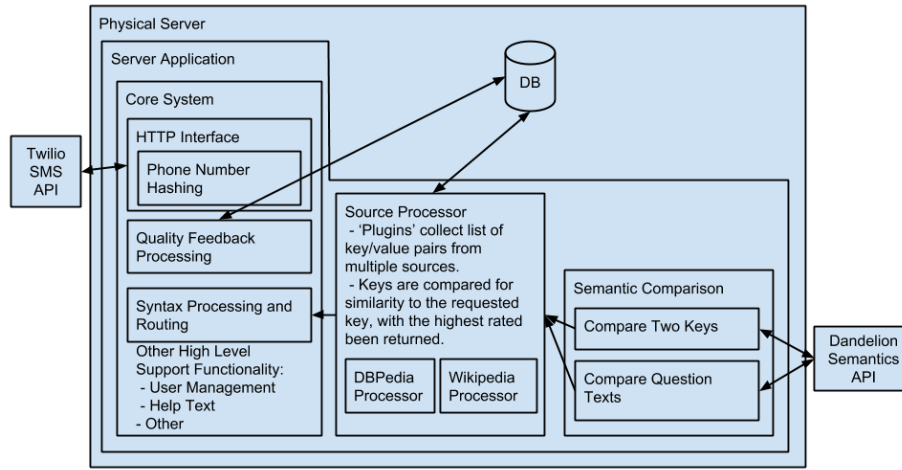 Physical Server
Server Application
Core System
HTTP Interface
Phone Number
Hashing
Twilio
SMS
API
Quality Feedback
Processing
Syntax Processing and
Routing
Other High Level
Support Functionality:
- User Management
- Help Text
- Other
DB
Source Processor
- ‘Plugins’ collect list of
key/value pairs from
multiple sources.
- Keys are compared for
similarity to the requested
key, with the highest rated
been returned.
DBPedia
Processor
Wikipedia
Processor
Semantic Comparison
Compare Two Keys
Compare Question
Texts
Dandelion
Semantics
API